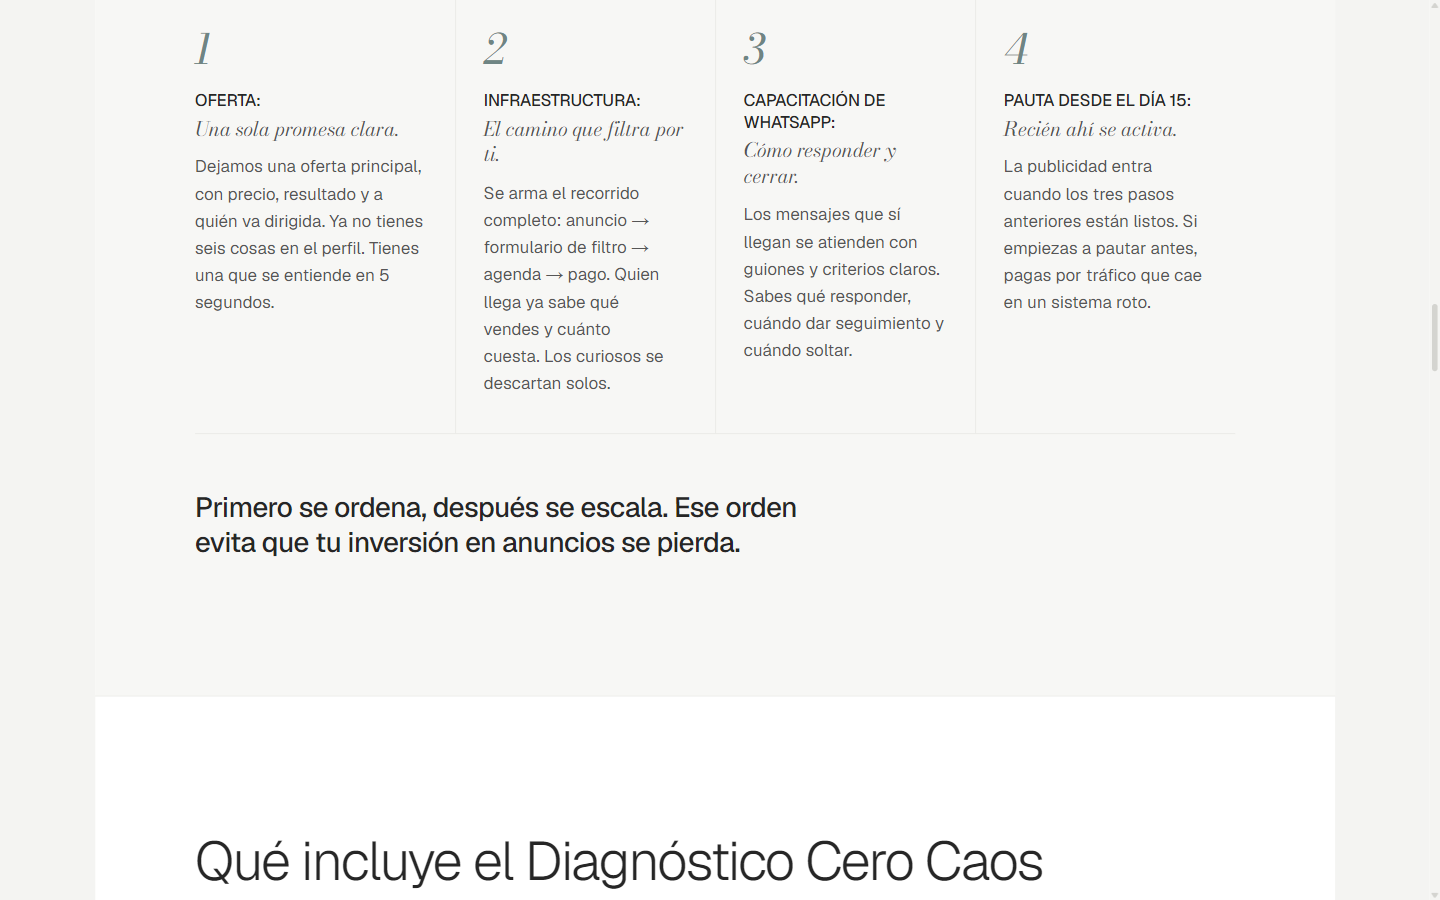 1
OFERTA:
Una sola promesa clara.
Dejamos una oferta principal,
con precio, resultado y a
quién va dirigida. Ya no tienes
seis cosas en el perfil. Tienes
una que se entiende en 5
segundos.
2
INFRAESTRUCTURA:
El camino que filtra por
ti.
Se arma el recorrido
completo: anuncio →
formulario de filtro →
agenda → pago. Quien
llega ya sabe qué
vendes y cuánto
cuesta. Los curiosos se
descartan solos.
3
CAPACITACIÓN DE
WHATSAPP:
Cómo responder y
cerrar.
Los mensajes que sí
llegan se atienden con
guiones y criterios claros.
Sabes qué responder,
cuándo dar seguimiento y
cuándo soltar.
4
PAUTA DESDE EL DÍA 15:
Recién ahí se activa.
La publicidad entra
cuando los tres pasos
anteriores están listos. Si
empiezas a pautar antes,
pagas por tráfico que cae
en un sistema roto.
Primero se ordena, después se escala. Ese orden
evita que tu inversión en anuncios se pierda.
Qué incluye el Diagnóstico Cero Caos